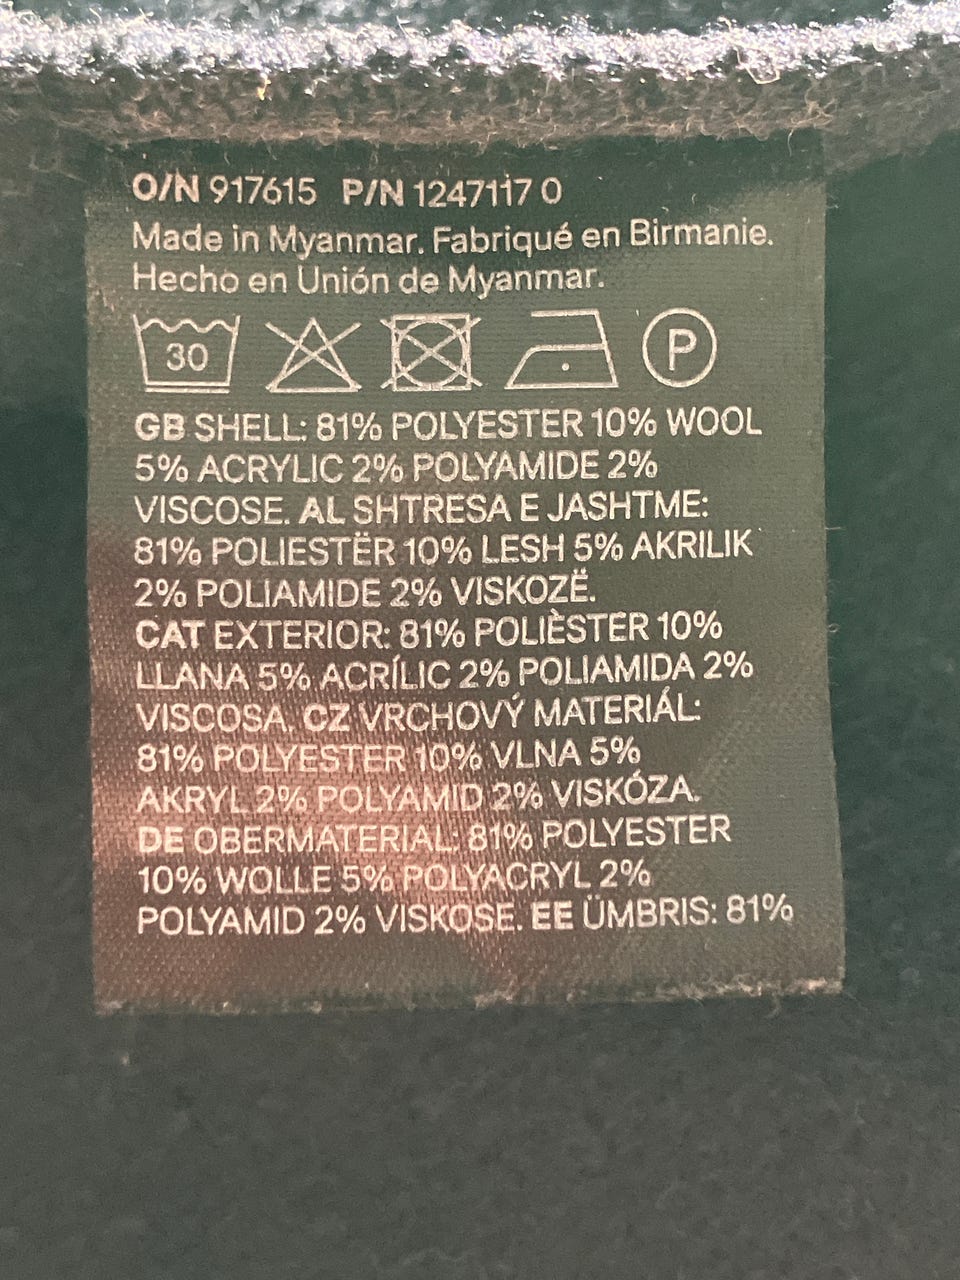 O/N 917615 P/N 1247117 0
Made in Myanmar. Fabriqué en Birmanie.
Hecho en Unión de Myanmar.
30 P
GB SHELL: 81% POLYESTER 10% WOOL
5% ACRYLIC 2% POLYAMIDE 2%
VISCOSE. AL SHTRESA E JASHTME:
81% POLIESTËR 10% LESH 5% AKRILIK
2% POLIAMIDE 2% VISKOZË.
CAT EXTERIOR: 81% POLIÈSTER 10%
LLANA 5% ACRÍLIC 2% POLIAMIDA 2%
VISCOSA. CZ VRCHOVÝ MATERIÁL:
81% POLYESTER 10% VLNA 5%
AKRYL 2% POLYAMID 2% VISKÓZA.
DE OBERMATERIAL: 81% POLYESTER
10% WOLLE 5% POLYACRYL 2%
POLYAMID 2% VISKOSE. EE ÜMBRIS: 81%